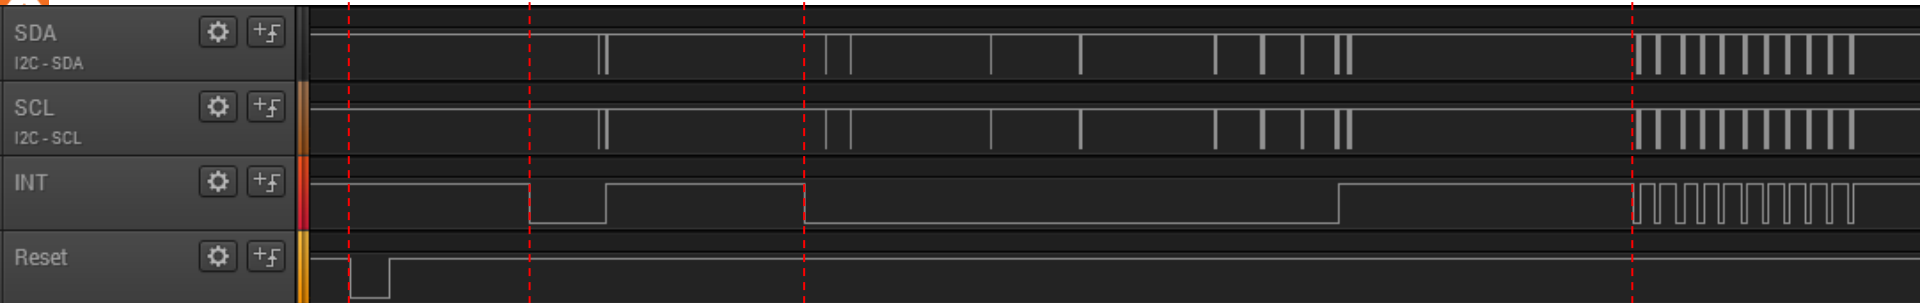 SDA
I2C - SDA
SCL
I2C - SCL
INT
Reset